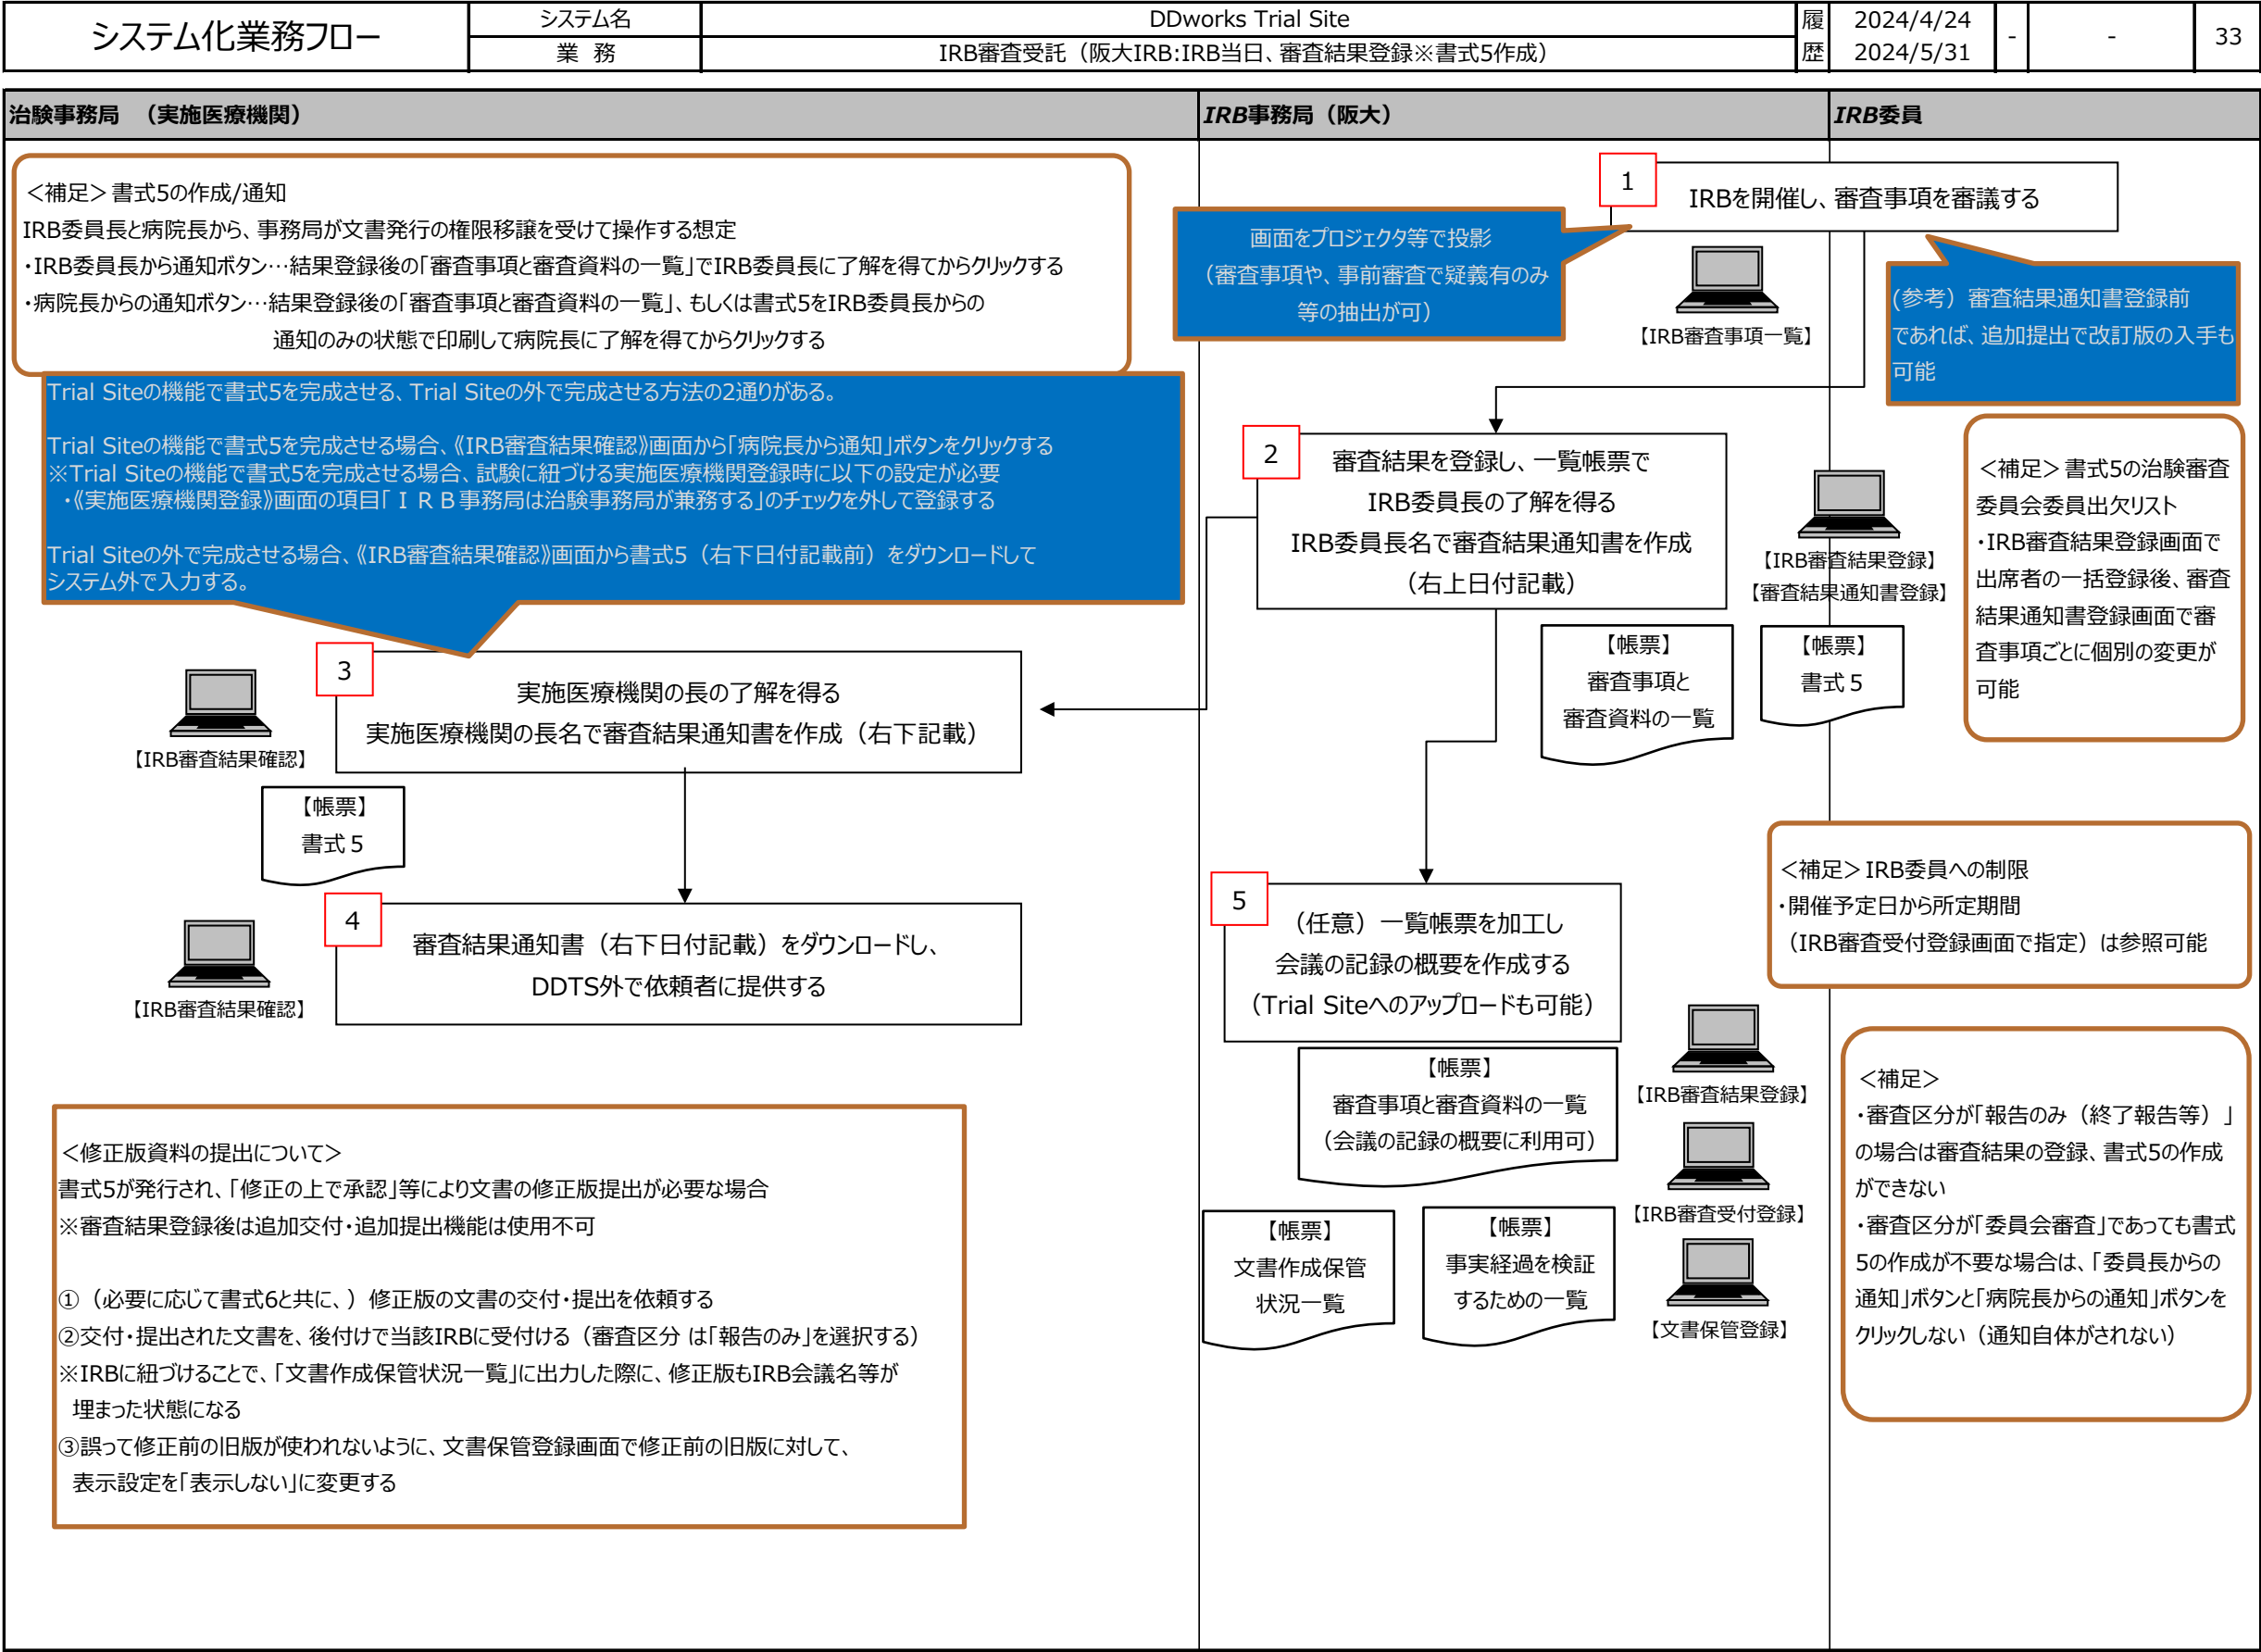 システム化業務フロー
システム名
DDworks Trial Site
業 務
IRB審査受託（阪大IRB:IRB当日、審査結果登録※書式5作成）
履
歴
2024/4/24
2024/5/31
-
-
33
治験事務局　（実施医療機関）
IRB事務局（阪大）
IRB委員
＜補足＞書式5の作成/通知
IRB委員長と病院長から、事務局が文書発行の権限移譲を受けて操作する想定
・IRB委員長から通知ボタン…結果登録後の「審査事項と審査資料の一覧」でIRB委員長に了解を得てからクリックする
・病院長からの通知ボタン…結果登録後の「審査事項と審査資料の一覧」、もしくは書式5をIRB委員長からの
通知のみの状態で印刷して病院長に了解を得てからクリックする
1
IRBを開催し、審査事項を審議する
画面をプロジェクタ等で投影
（審査事項や、事前審査で疑義有のみ
等の抽出が可）
【IRB審査事項一覧】
(参考）審査結果通知書登録前
であれば、追加提出で改訂版の入手も
可能
Trial Siteの機能で書式5を完成させる、Trial Siteの外で完成させる方法の2通りがある。
Trial Siteの機能で書式5を完成させる場合、《IRB審査結果確認》画面から「病院長から通知」ボタンをクリックする
※Trial Siteの機能で書式5を完成させる場合、試験に紐づける実施医療機関登録時に以下の設定が必要
・《実施医療機関登録》画面の項目「ＩＲＢ事務局は治験事務局が兼務する」のチェックを外して登録する
Trial Siteの外で完成させる場合、《IRB審査結果確認》画面から書式5（右下日付記載前）をダウンロードして
システム外で入力する。
2
審査結果を登録し、一覧帳票で
IRB委員長の了解を得る
IRB委員長名で審査結果通知書を作成
（右上日付記載）
【IRB審査結果登録】
【審査結果通知書登録】
＜補足＞書式5の治験審査
委員会委員出欠リスト
・IRB審査結果登録画面で
出席者の一括登録後、審査
結果通知書登録画面で審
査事項ごとに個別の変更が
可能
【帳票】
審査事項と
審査資料の一覧
【帳票】
書式５
3
実施医療機関の長の了解を得る
実施医療機関の長名で審査結果通知書を作成（右下記載）
【IRB審査結果確認】
【帳票】
書式５
4
審査結果通知書（右下日付記載）をダウンロードし、
DDTS外で依頼者に提供する
【IRB審査結果確認】
5
（任意）一覧帳票を加工し
会議の記録の概要を作成する
（Trial Siteへのアップロードも可能）
＜補足＞IRB委員への制限
・開催予定日から所定期間
（IRB審査受付登録画面で指定）は参照可能
【帳票】
審査事項と審査資料の一覧
（会議の記録の概要に利用可）
【IRB審査結果登録】
【IRB審査受付登録】
【文書保管登録】
【帳票】
文書作成保管
状況一覧
【帳票】
事実経過を検証
するための一覧
＜補足＞
・審査区分が「報告のみ（終了報告等）」
の場合は審査結果の登録、書式5の作成
ができない
・審査区分が「委員会審査」であっても書式
5の作成が不要な場合は、「委員長からの
通知」ボタンと「病院長からの通知」ボタンを
クリックしない（通知自体がされない）
＜修正版資料の提出について＞
書式5が発行され、「修正の上で承認」等により文書の修正版提出が必要な場合
※審査結果登録後は追加交付・追加提出機能は使用不可
①（必要に応じて書式6と共に、）修正版の文書の交付・提出を依頼する
②交付・提出された文書を、後付けで当該IRBに受付ける（審査区分 は「報告のみ」を選択する）
※IRBに紐づけることで、「文書作成保管状況一覧」に出力した際に、修正版もIRB会議名等が
埋まった状態になる
③誤って修正前の旧版が使われないように、文書保管登録画面で修正前の旧版に対して、
表示設定を「表示しない」に変更する